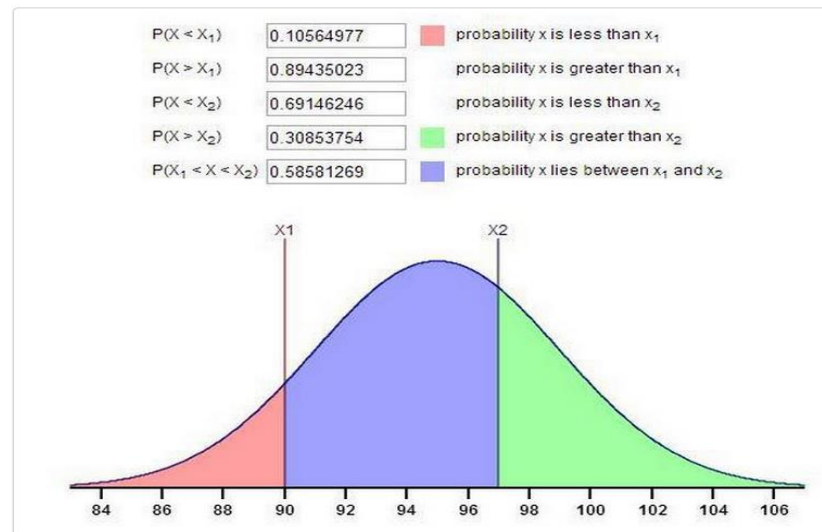 P(X < X₁) 0.10564977 probability x is less than x₁
P(X > X₁) 0.89435023 probability x is greater than x₁
P(X < X₂) 0.69146246 probability x is less than x₂
P(X > X₂) 0.30853754 probability x is greater than x₂
P(X₁ < X < X₂) 0.58581269 probability x lies between x₁ and x₂
X1 X2
84 86 88 90 92 94 96 98 100 102 104 106